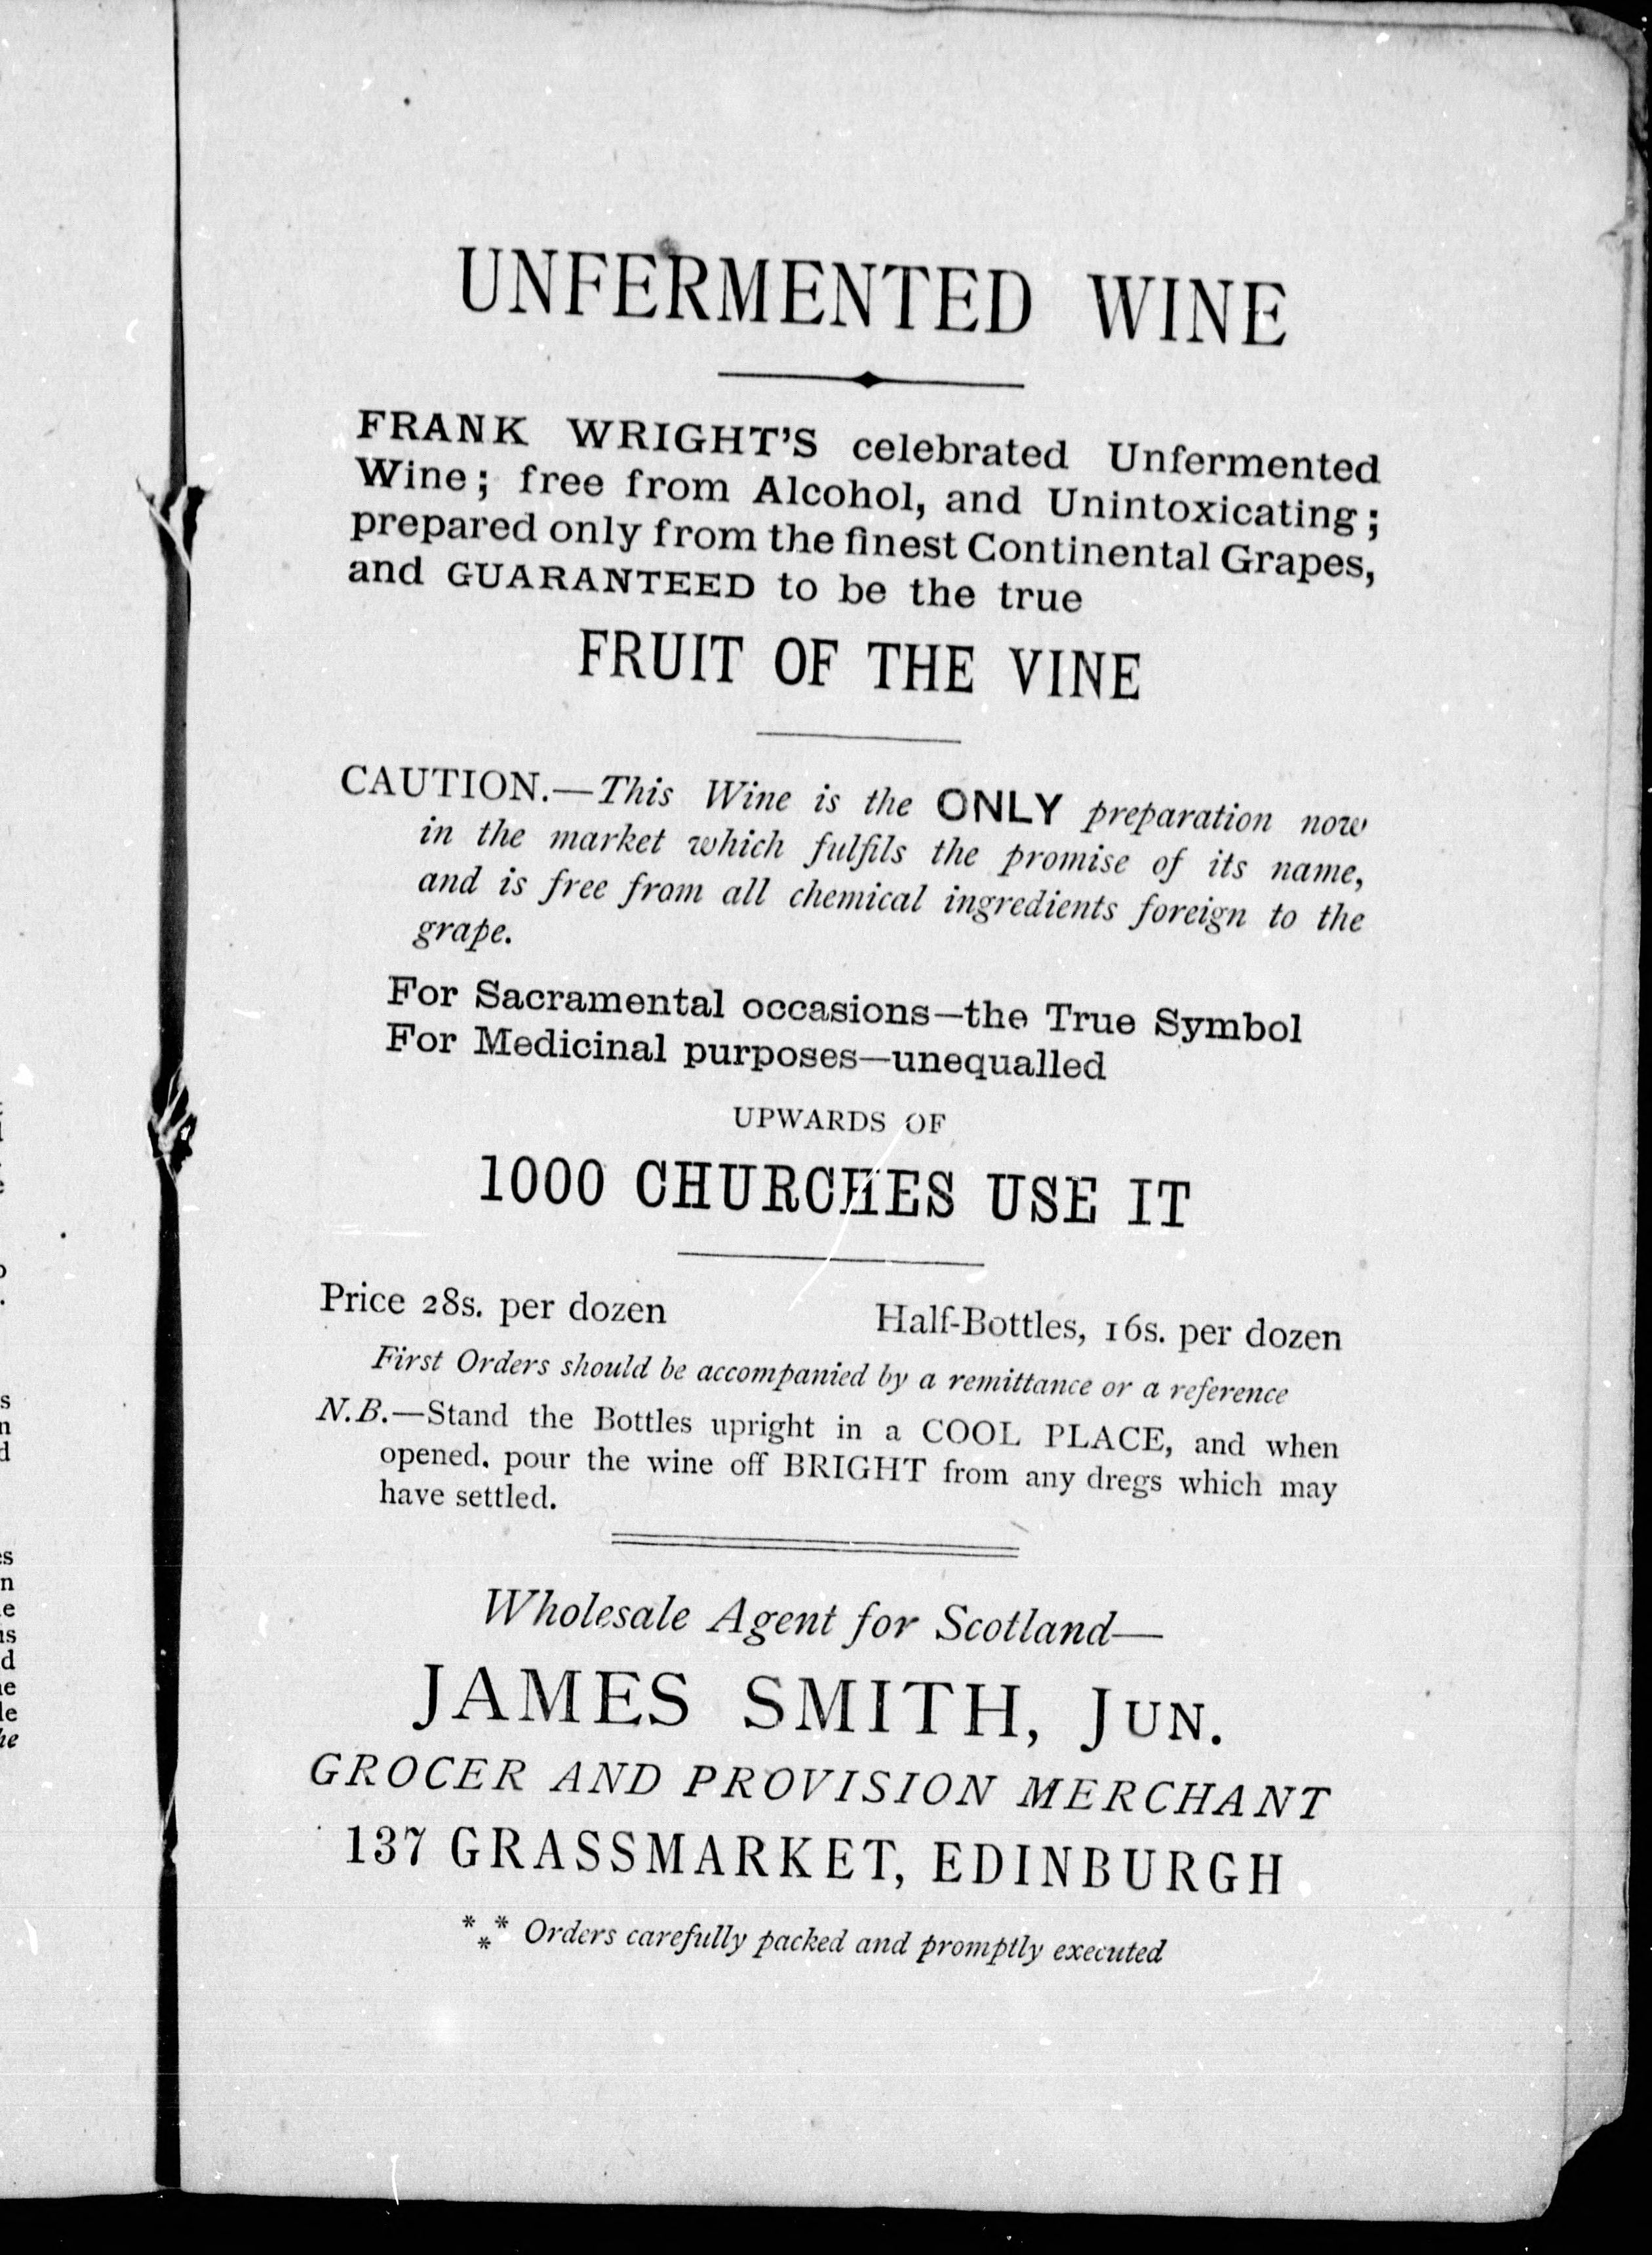 UNFERMENTED WINE
FRANK WRIGHT'S celebrated Unfermented
Wine; free from Alcohol, and Unintoxicating;
prepared only from the finest Continental Grapes,
and GUARANTEED to be the true
FRUIT OF THE VINE
CAUTION.—This Wine is the ONLY preparation now
in the market which fulfils the promise of its name,
and is free from all chemical ingredients foreign to the
grape.
For Sacramental occasions—the True Symbol
For Medicinal purposes—unequalled
UPWARDS OF
1000 CHURCHES USE IT
Price 28s. per dozen Half-Bottles, 16s. per dozen
First Orders should be accompanied by a remittance or a reference
N.B.—Stand the Bottles upright in a COOL PLACE, and when
opened, pour the wine off BRIGHT from any dregs which may
have settled.
Wholesale Agent for Scotland—
JAMES SMITH, JUN.
GROCER AND PROVISION MERCHANT
137 GRASSMARKET, EDINBURGH
*** Orders carefully packed and promptly executed